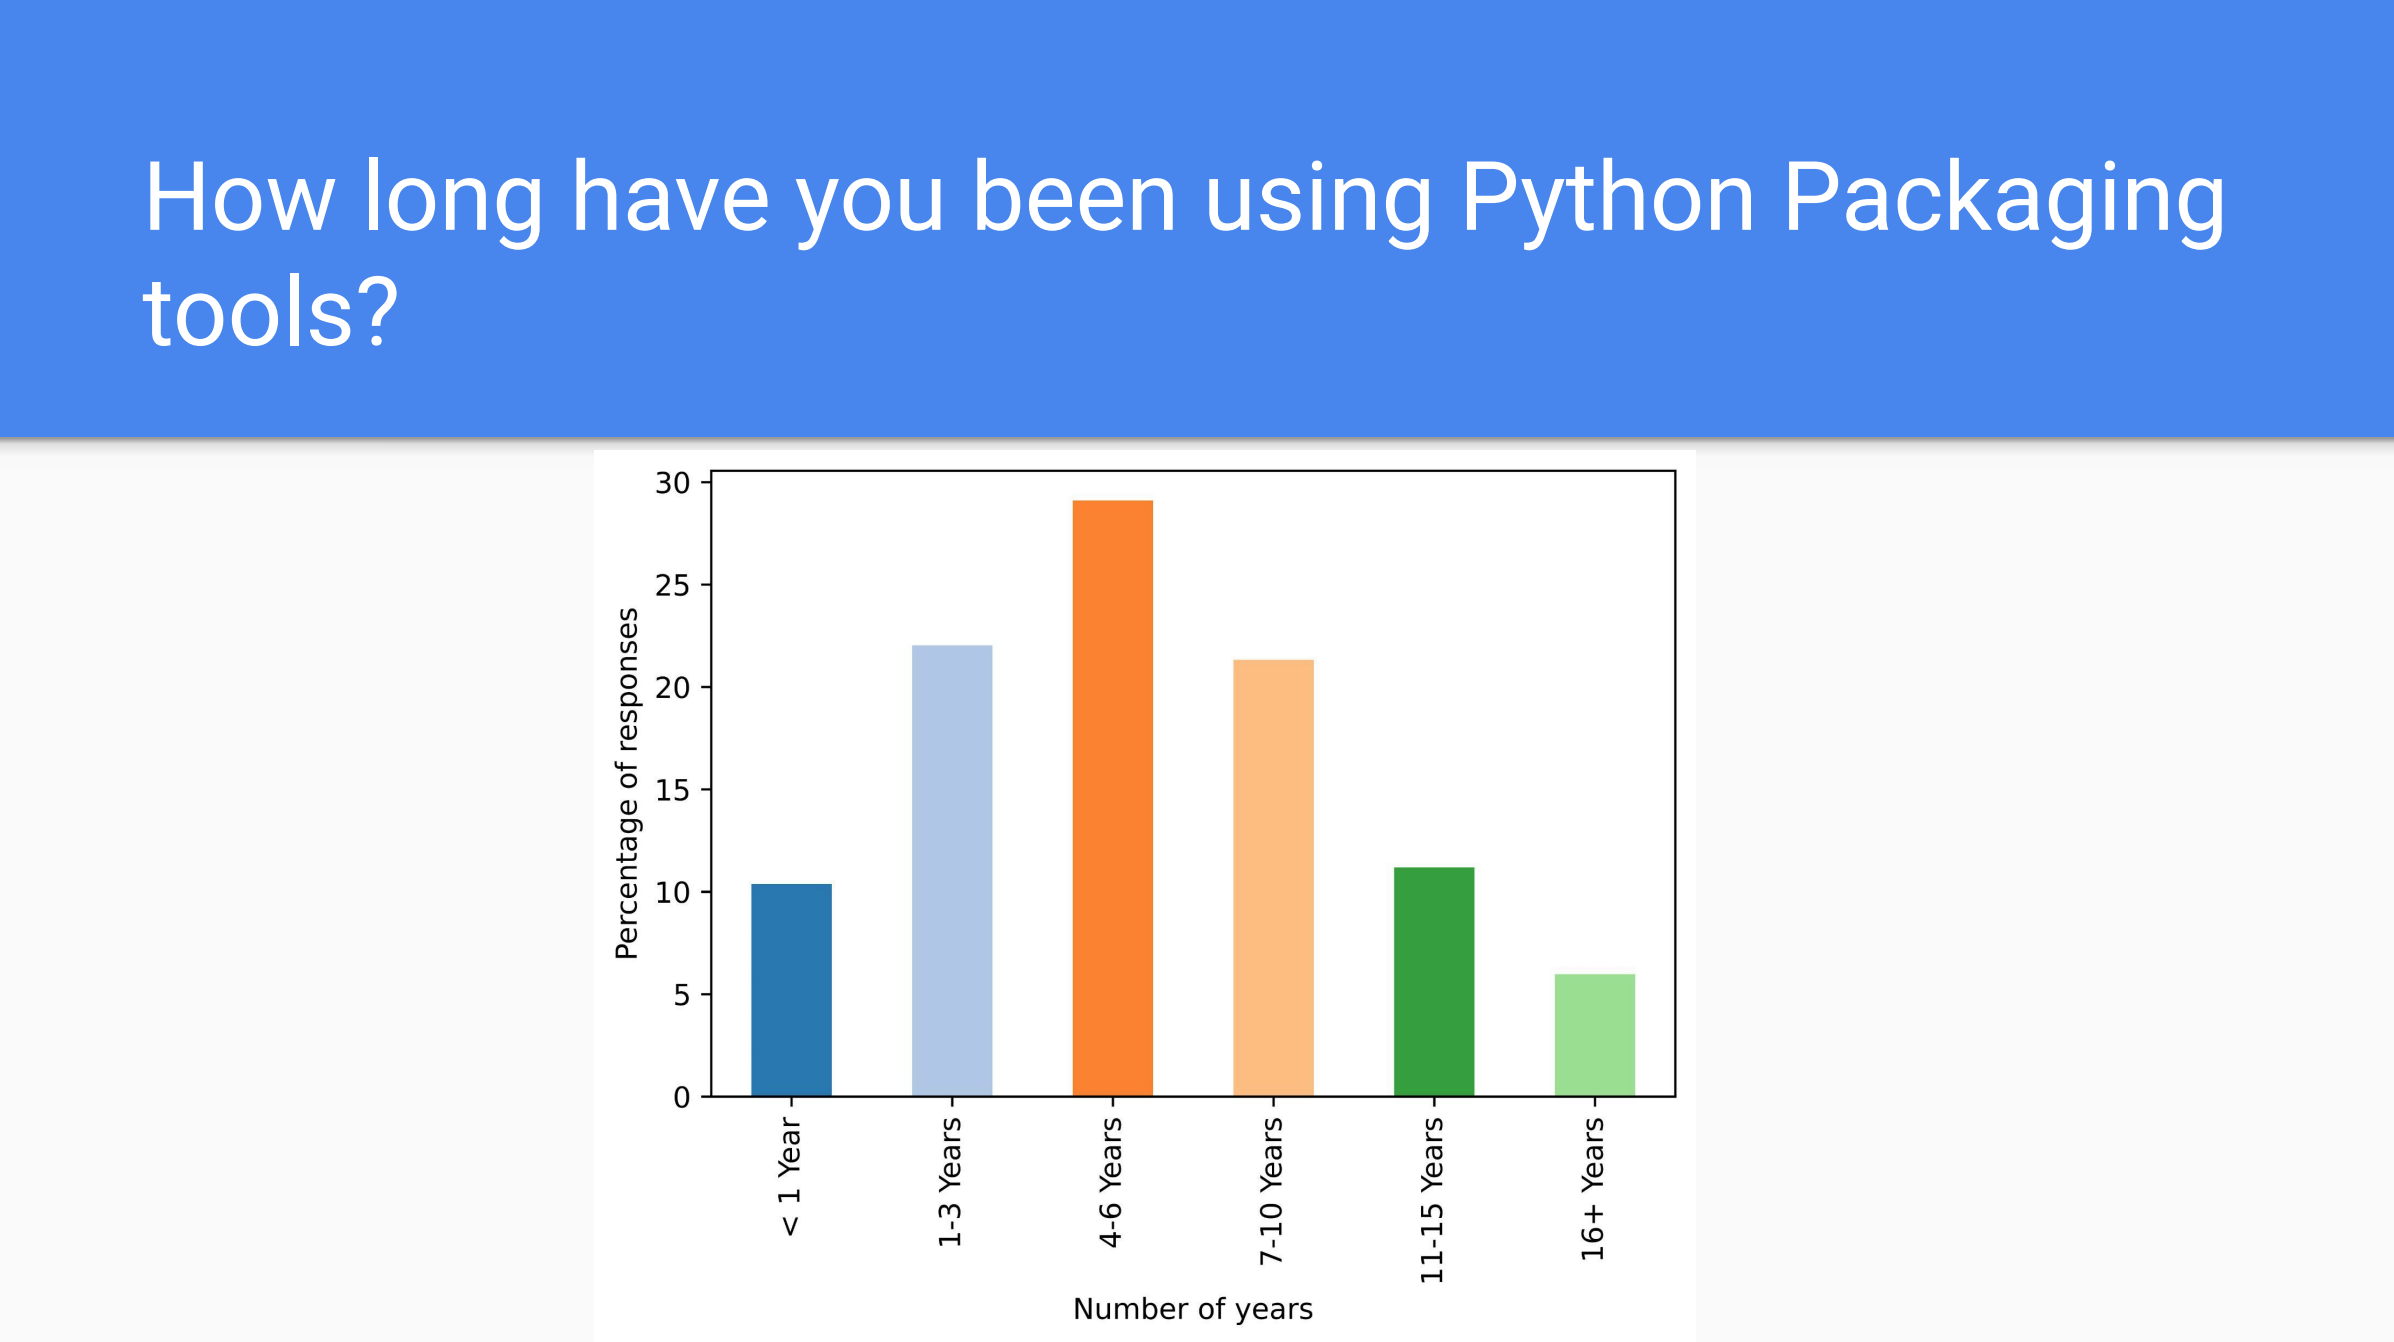 How long have you been using Python Packaging
tools?
30
25
20
15
10
5
0
Percentage of responses
< 1 Year
1-3 Years
4-6 Years
7-10 Years
11-15 Years
16+ Years
Number of years